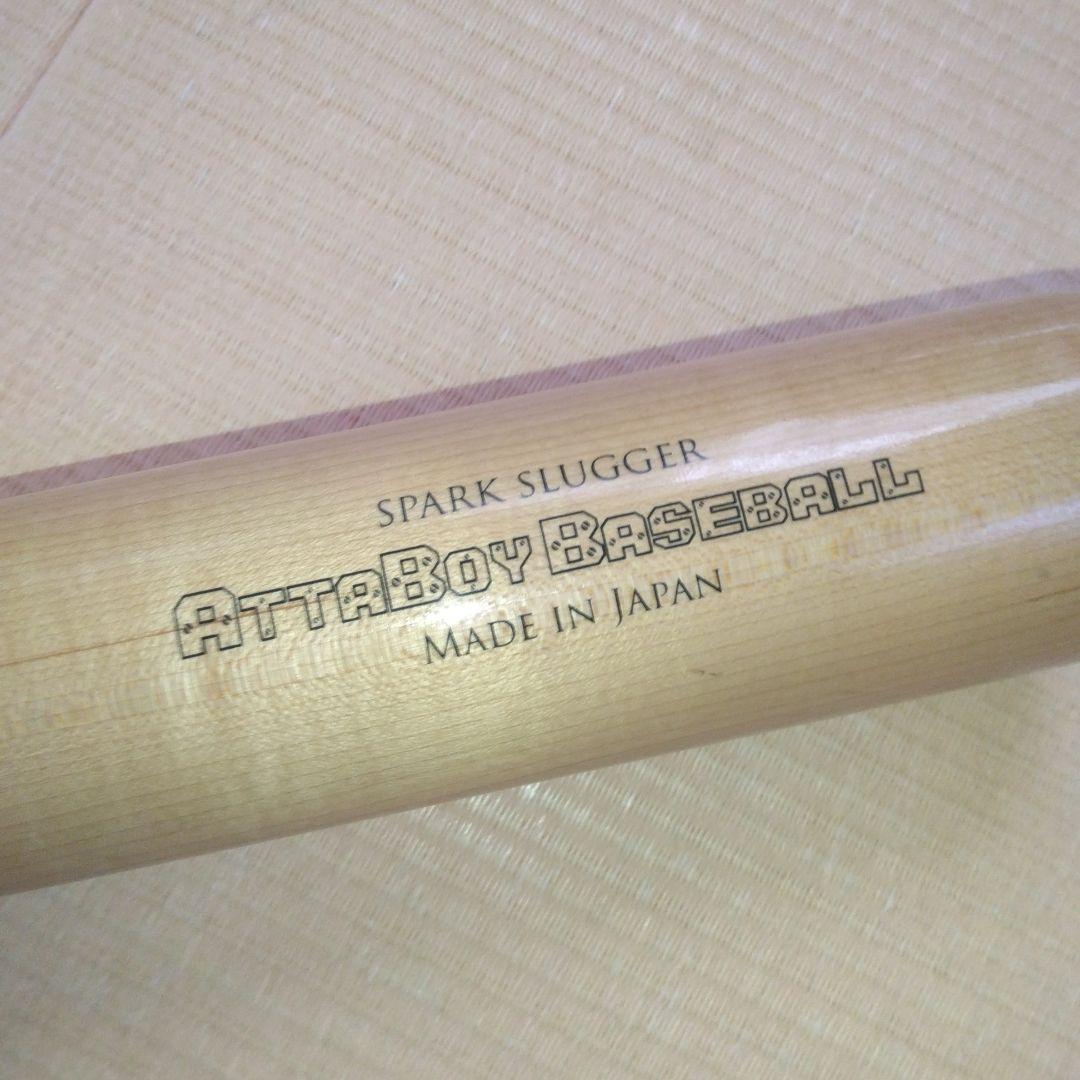 SPARK SLUGGER
ATTABOY BASEBALL
MADE IN JAPAN